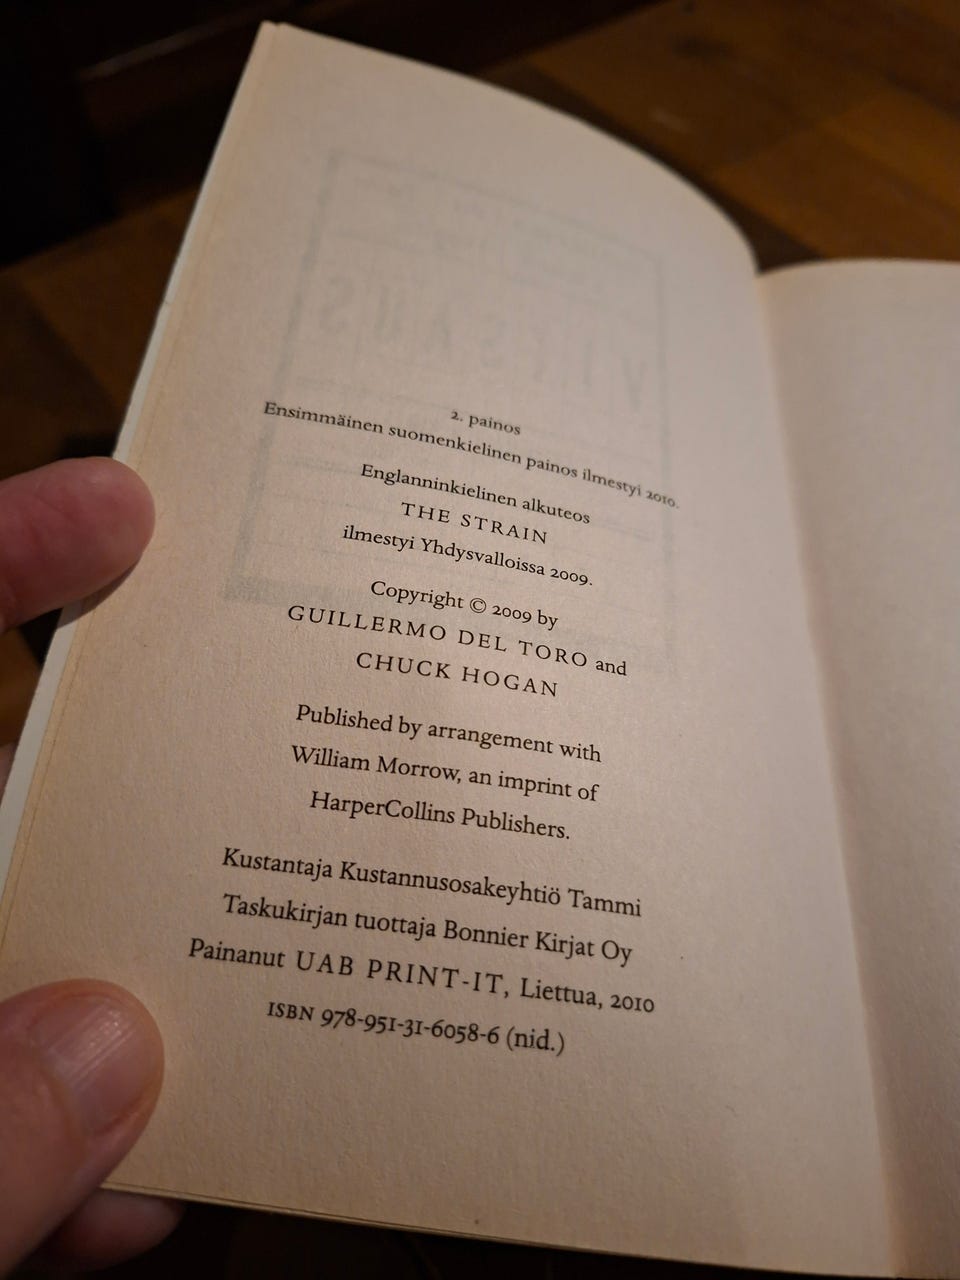 2. painos
Ensimmäinen suomenkielinen painos ilmestyi 2010.
Englanninkielinen alkuteos
THE STRAIN
ilmestyi Yhdysvalloissa 2009.
Copyright © 2009 by
GUILLERMO DEL TORO and
CHUCK HOGAN
Published by arrangement with
William Morrow, an imprint of
HarperCollins Publishers.
Kustantaja Kustannusosakeyhtiö Tammi
Taskukirjan tuottaja Bonnier Kirjat Oy
Painanut UAB PRINT-IT, Liettua, 2010
ISBN 978-951-31-6058-6 (nid.)